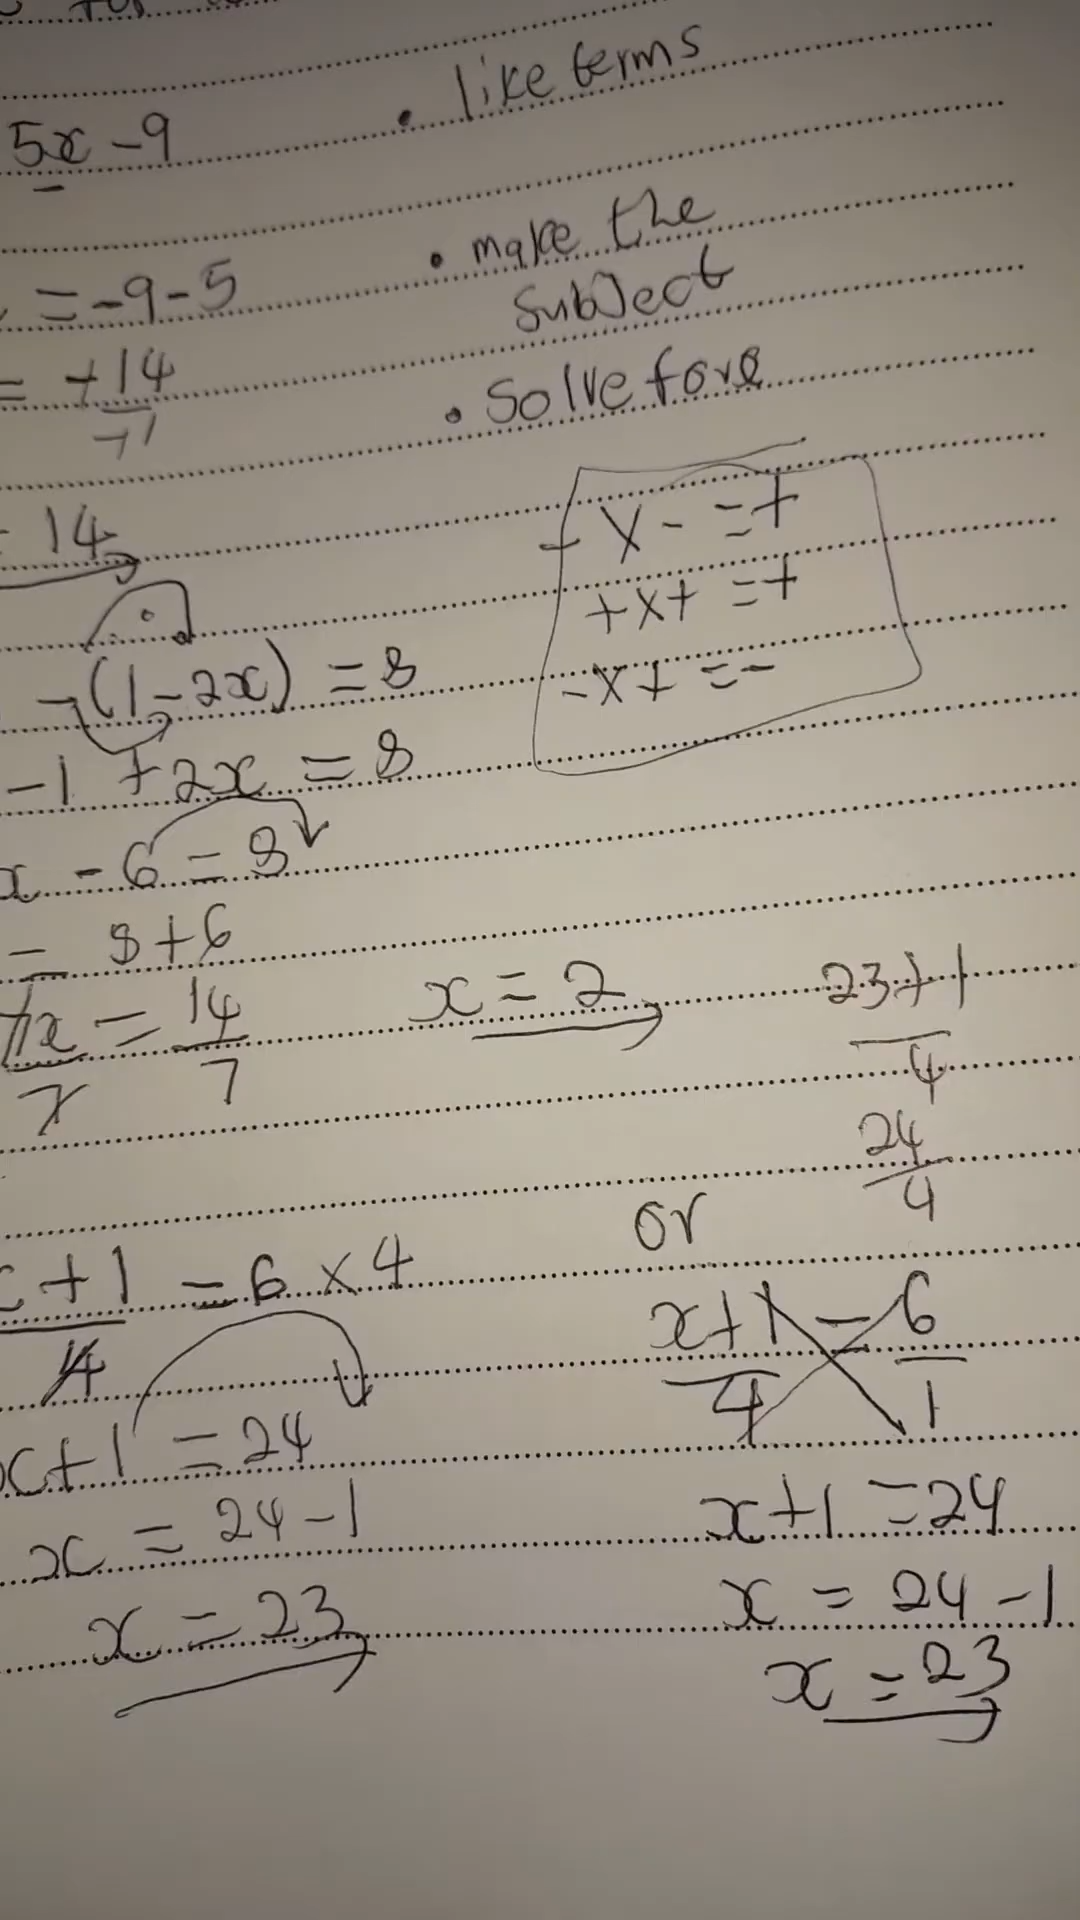 5x - 9
• like terms
• make the
subject
= -9 - 5
= -14
-1
• Solve fore
= 14
- x - = +
+ x + = +
- x + = -
-(1 - 2x) = 8
-1 + 2x = 8
x - 6 = 8
= 8 + 6
7x = 14
7 7
x = 2
23 + 1
4
24
4
x + 1 = 6 x 4
4
x + 1 = 24
x = 24 - 1
x = 23
or
x + 1 = 6
4 1
x + 1 = 24
x = 24 - 1
x = 23